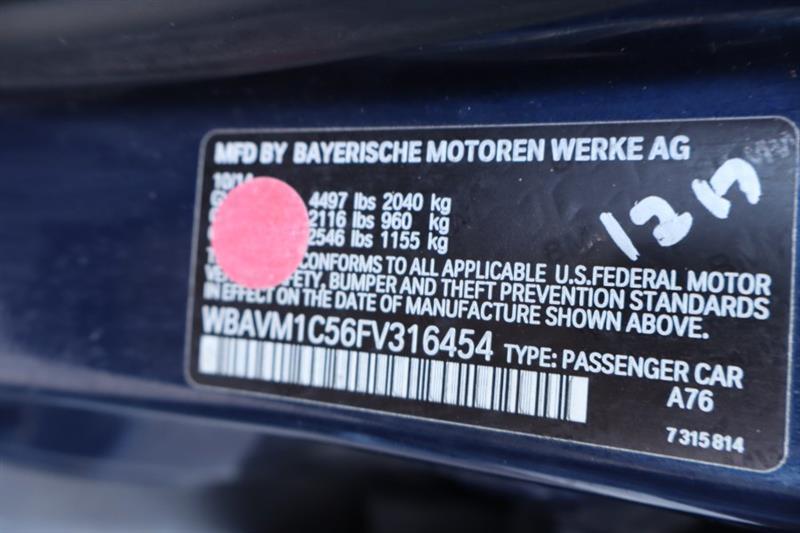 MFD BY BAYERISCHE MOTOREN WERKE AG
10/14
4497 lbs 2040 kg
2116 lbs 960 kg
2546 lbs 1155 kg
CONFORMS TO ALL APPLICABLE U.S.FEDERAL MOTOR
SAFETY, BUMPER AND THEFT PREVENTION STANDARDS
IN EFFECT ON THE DATE OF MANUFACTURE SHOWN ABOVE.
WBAVM1C56FV316454 TYPE: PASSENGER CAR
A76
7 315 814